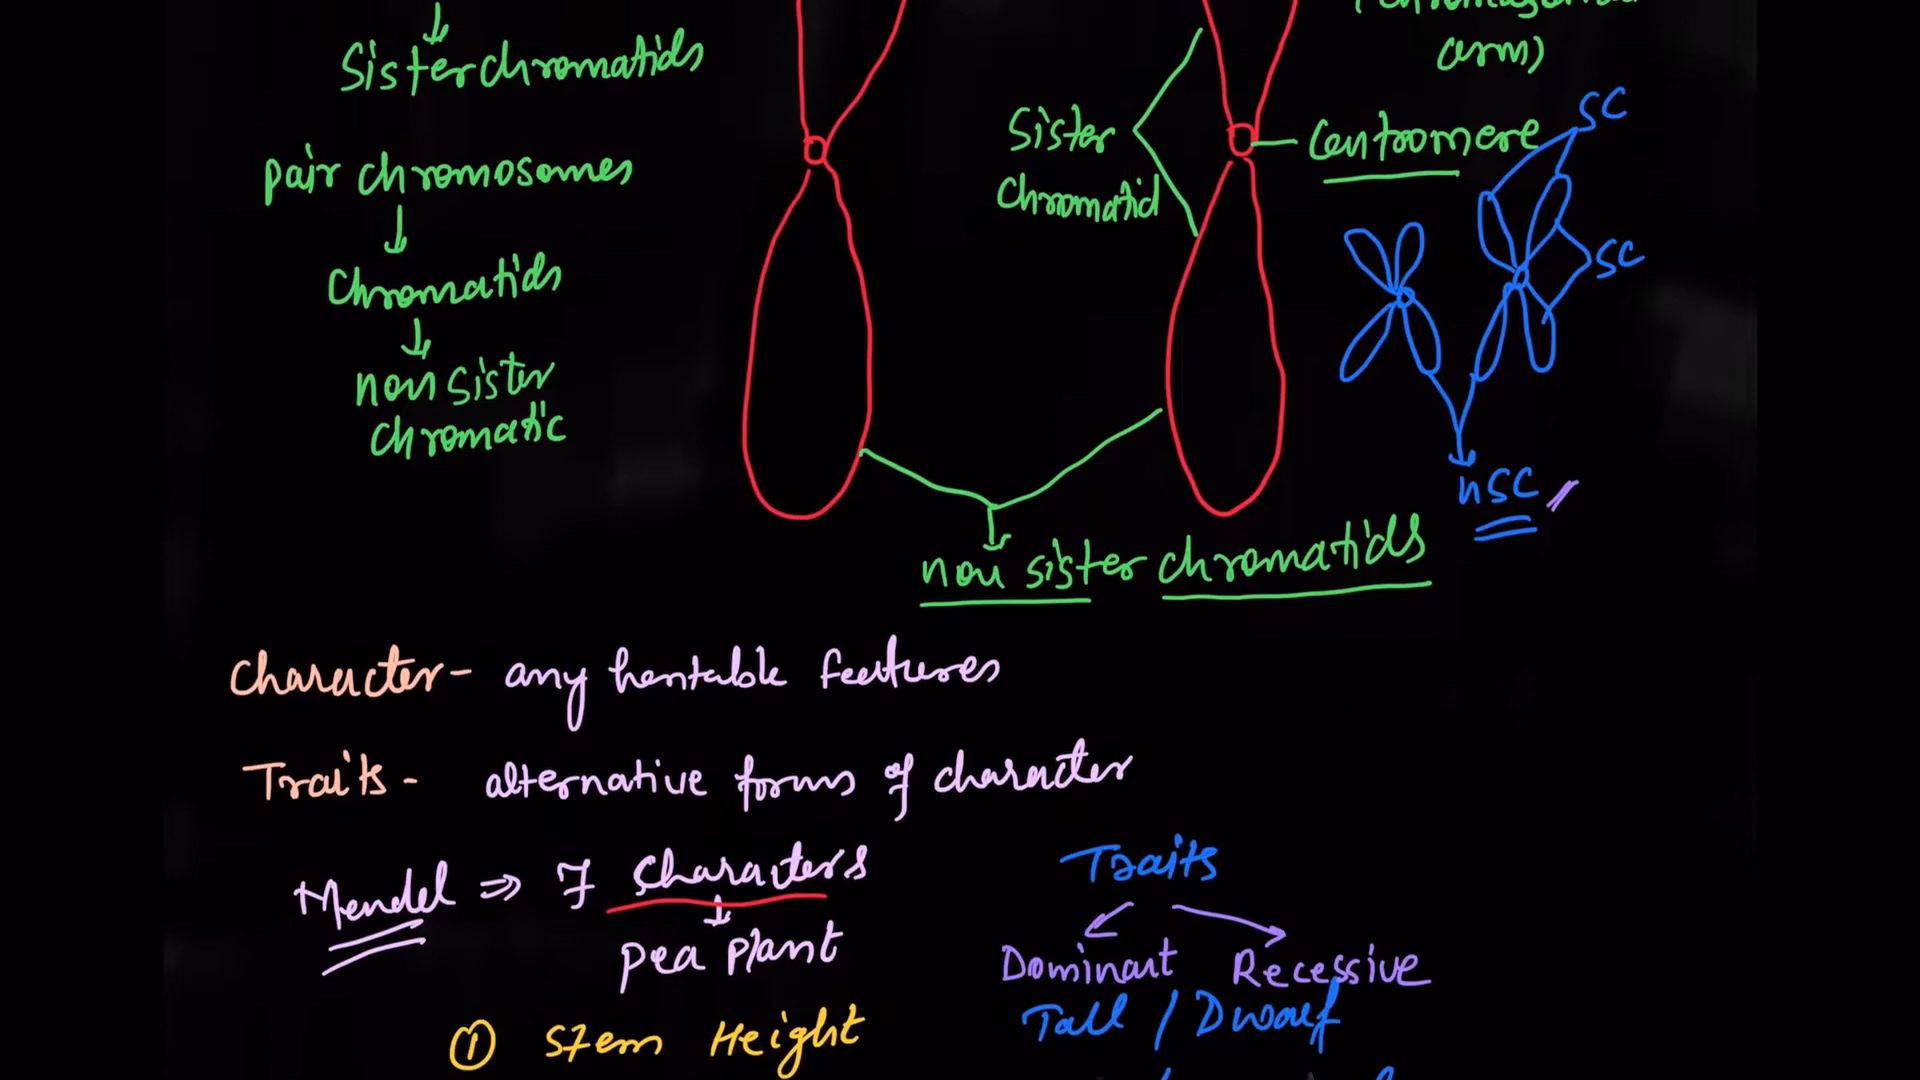 Sister chromatids
arm)
SC
Sister
Chromatid
Centromere
pair chromosomes
SC
Chromatids
non sister
chromatic
nSC
non sister chromatids
Character - any heritable features
Traits - alternative forms of character
Mendel ⇒ 7 Characters
pea plant
Traits
Dominant Recessive
① Stem Height
Tall / Dwarf